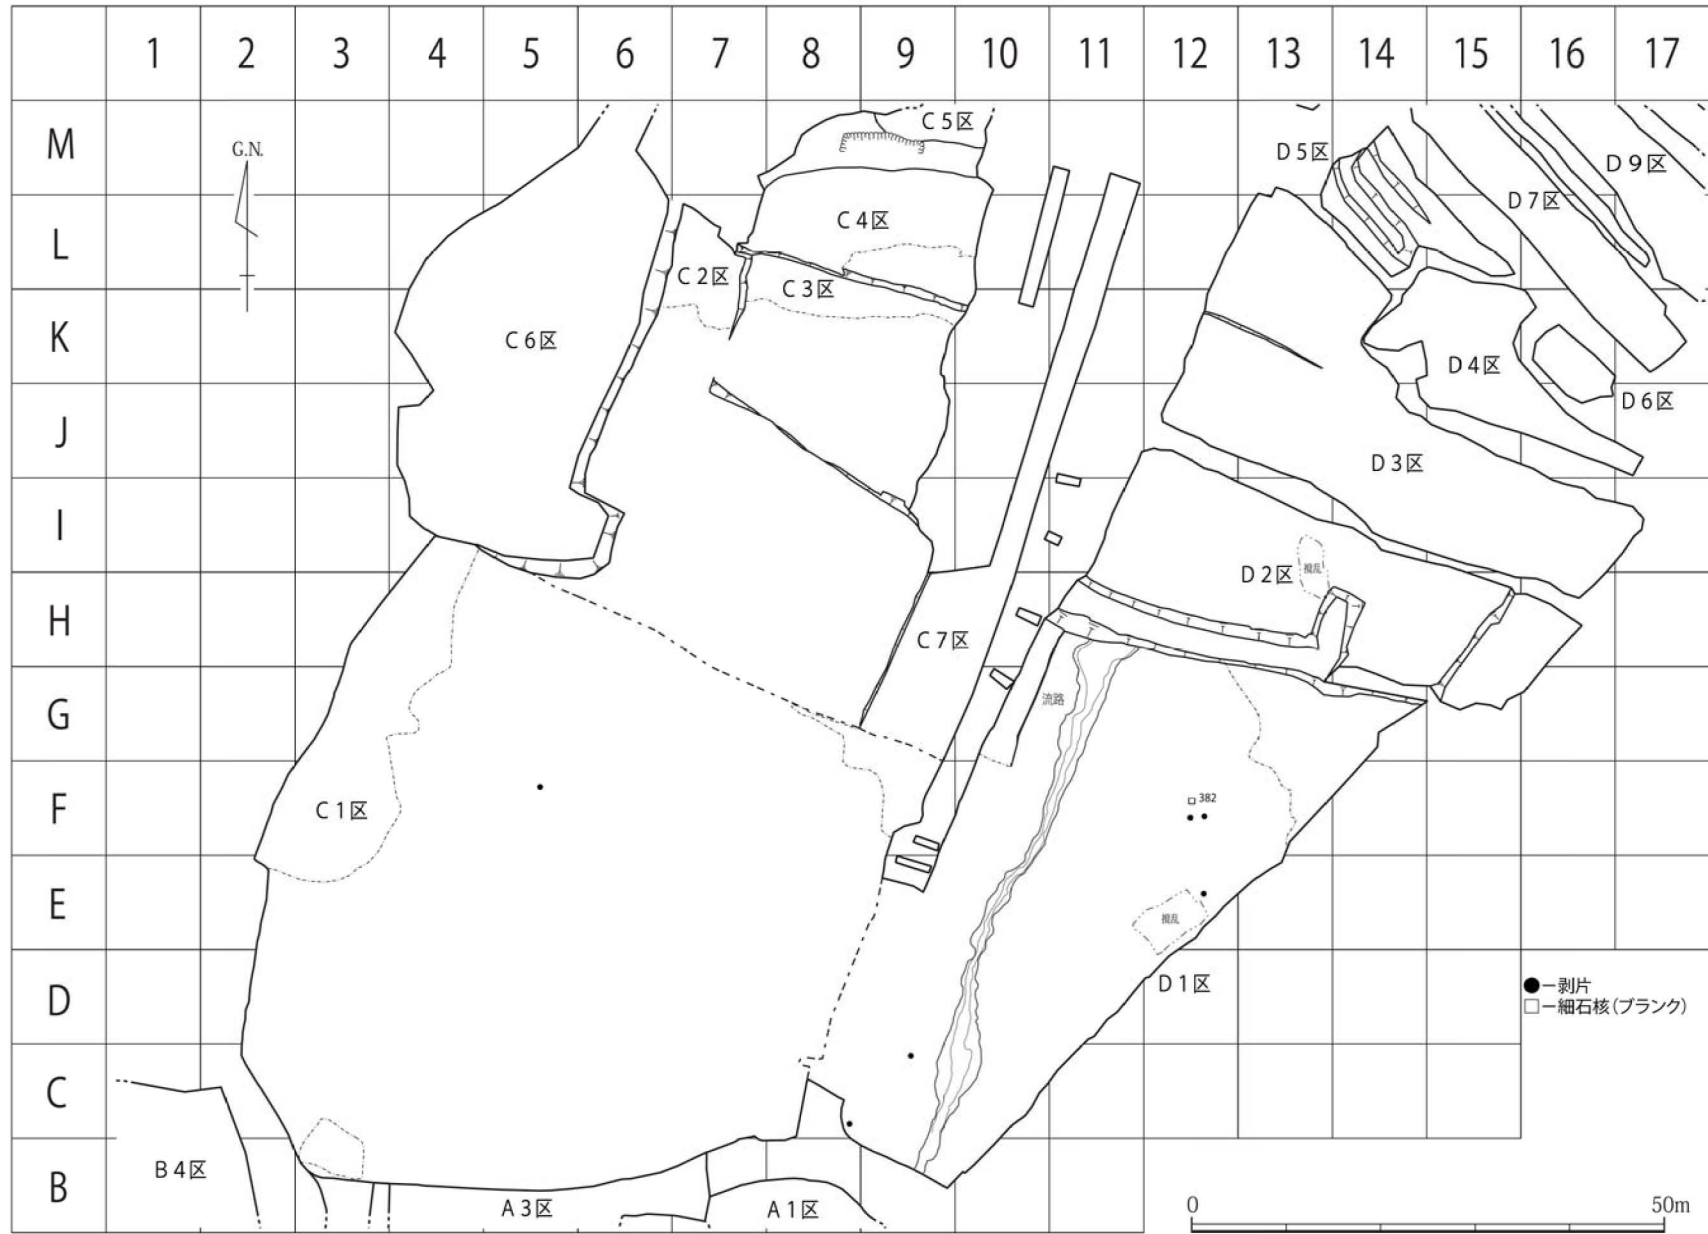 1 2 3 4 5 6 7 8 9 10 11 12 13 14 15 16 17
M
G.N.
C 5区
D 5区
D 9区
D 7区
L
C 4区
C 2区
C 3区
K
C 6区
D 4区
D 6区
J
D 3区
I
D 2区
撹乱
H
C 7区
G
流路
F
C 1区
382
E
撹乱
D
D 1区
●ー剥片
□ー細石核(ブランク)
C
B
B 4区
A 3区
A 1区
0 50m